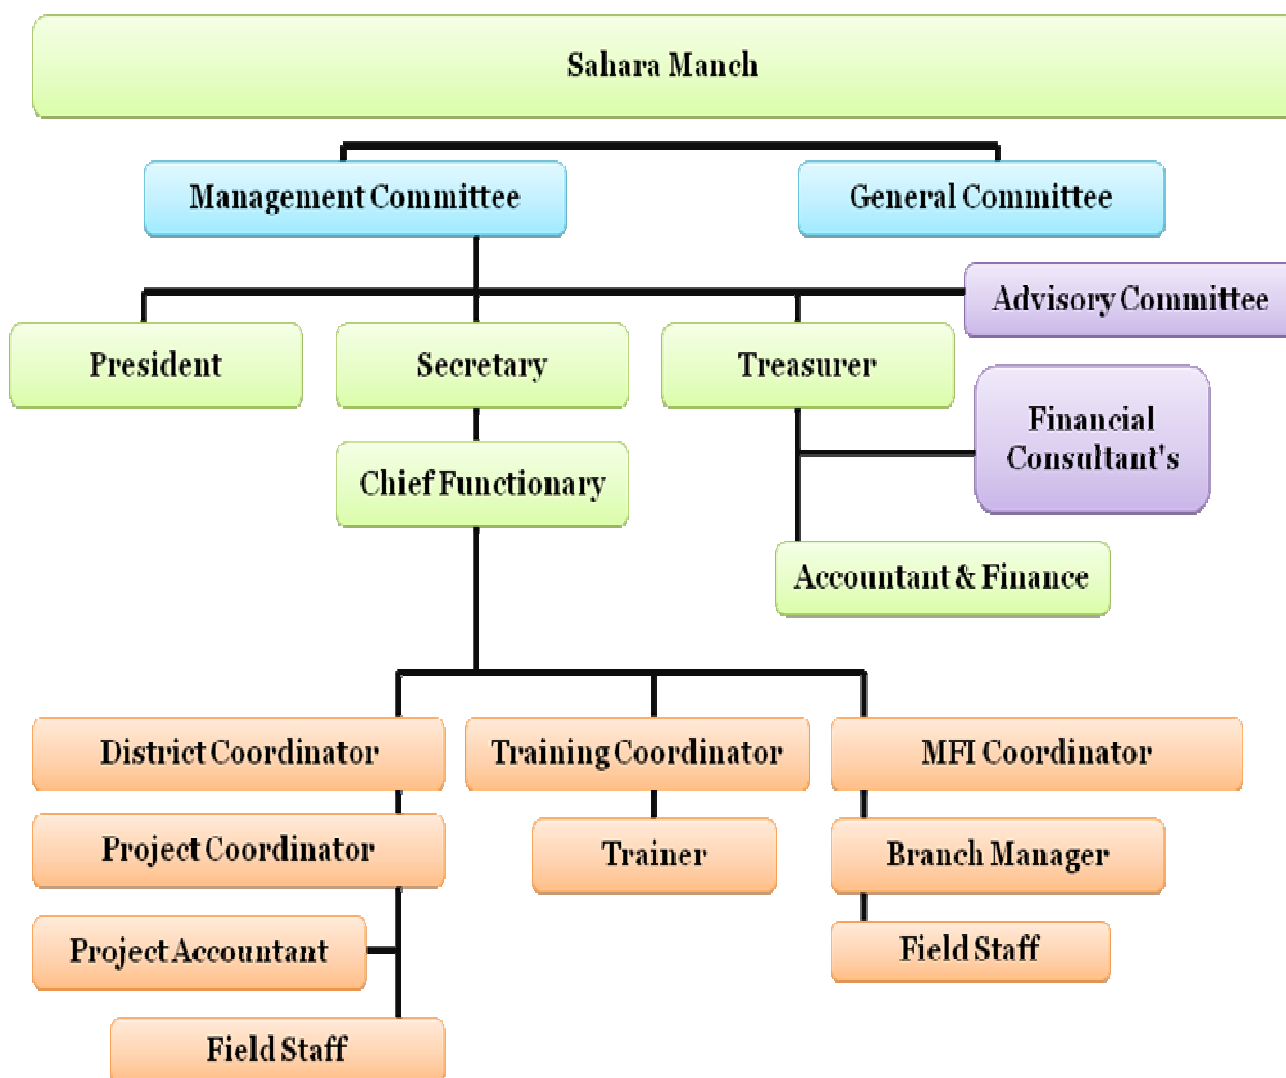 Sahara Manch
Management Committee
General Committee
Advisory Committee
President
Secretary
Treasurer
Financial
Consultant's
Chief Functionary
Accountant & Finance
District Coordinator
Training Coordinator
MFI Coordinator
Project Coordinator
Trainer
Branch Manager
Project Accountant
Field Staff
Field Staff